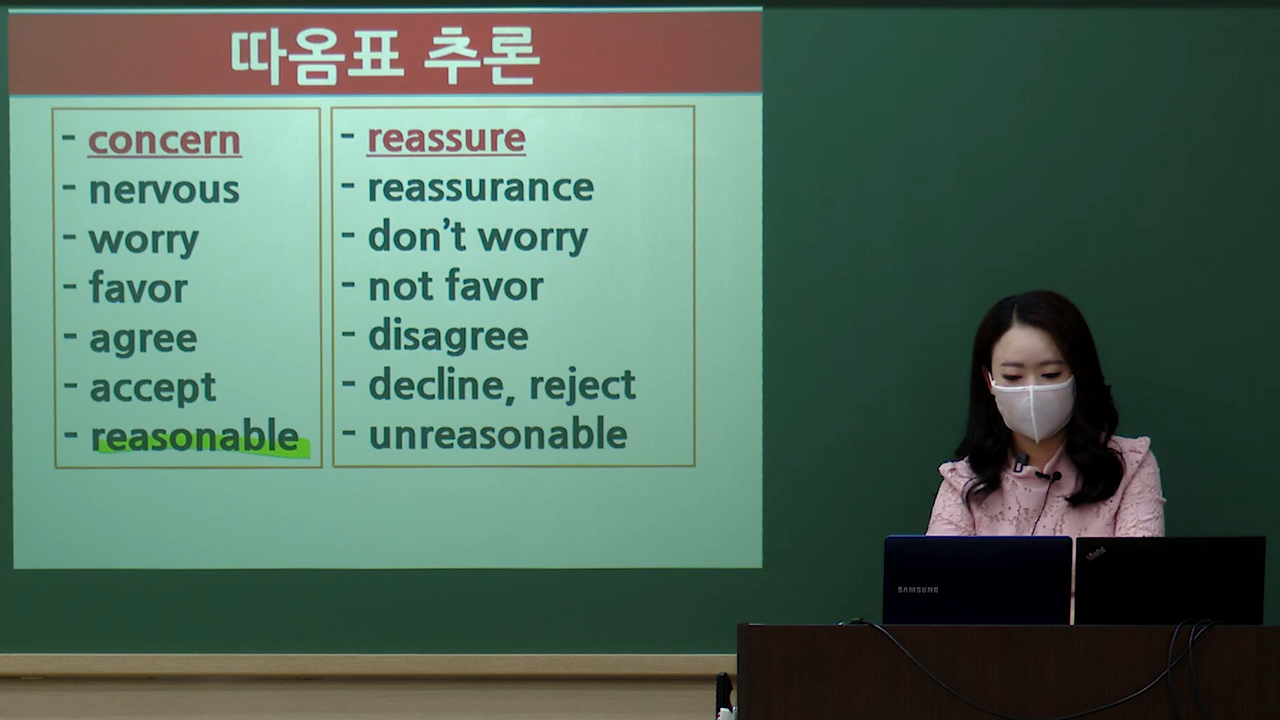 따옴표 추론
- concern
- nervous
- worry
- favor
- agree
- accept
- reasonable
- reassure
- reassurance
- don't worry
- not favor
- disagree
- decline, reject
- unreasonable
SAMSUNG